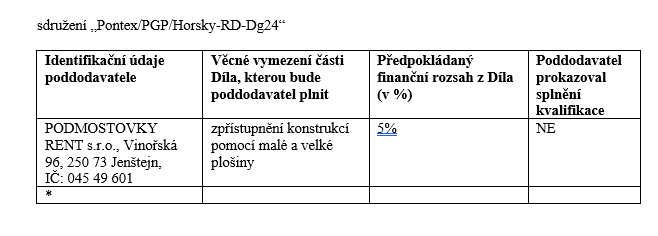 sdružení „Pontex/PGP/Horsky-RD-Dg24“
Identifikační údaje
poddodavatele
Věcné vymezení části
Díla, kterou bude
poddodavatel plnit
Předpokládaný
finanční rozsah z Díla
(v %)
Poddodavatel
prokazoval
splnění
kvalifikace
PODMOSTOVKY
RENT s.r.o., Vinořská
96, 250 73 Jenštejn,
IČ: 045 49 601
zpřístupnění konstrukcí
pomocí malé a velké
plošiny
5%
NE
*